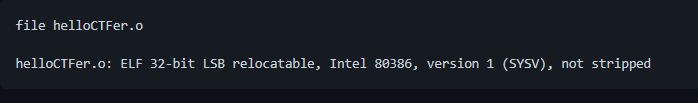 file helloCTFer.o
helloCTFer.o: ELF 32-bit LSB relocatable, Intel 80386, version 1 (SYSV), not stripped